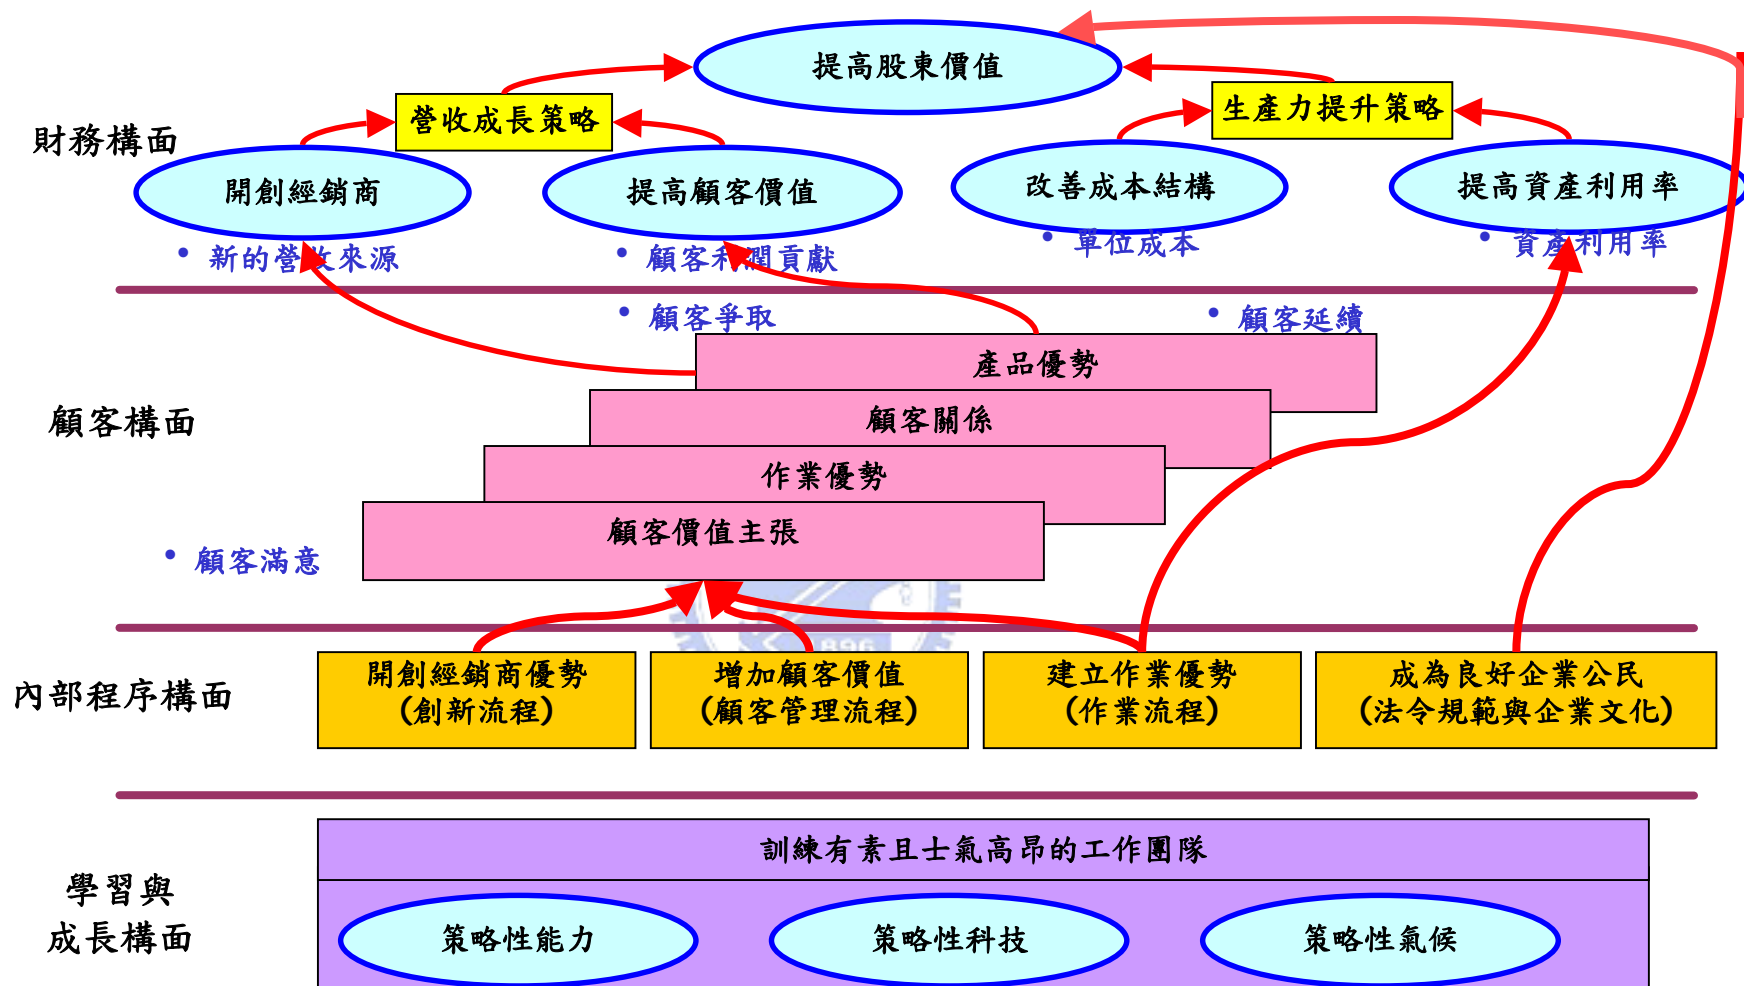 提高股東價值
營收成長策略
生產力提升策略
財務構面
開創經銷商
提高顧客價值
改善成本結構
提高資產利用率
• 新的營收來源
• 顧客利潤貢獻
• 單位成本
• 資產利用率
• 顧客爭取
• 顧客延續
產品優勢
顧客構面
顧客關係
作業優勢
顧客價值主張
• 顧客滿意
896
內部程序構面
開創經銷商優勢
(創新流程)
增加顧客價值
(顧客管理流程)
建立作業優勢
(作業流程)
成為良好企業公民
(法令規範與企業文化)
訓練有素且士氣高昂的工作團隊
學習與
成長構面
策略性能力
策略性科技
策略性氣候